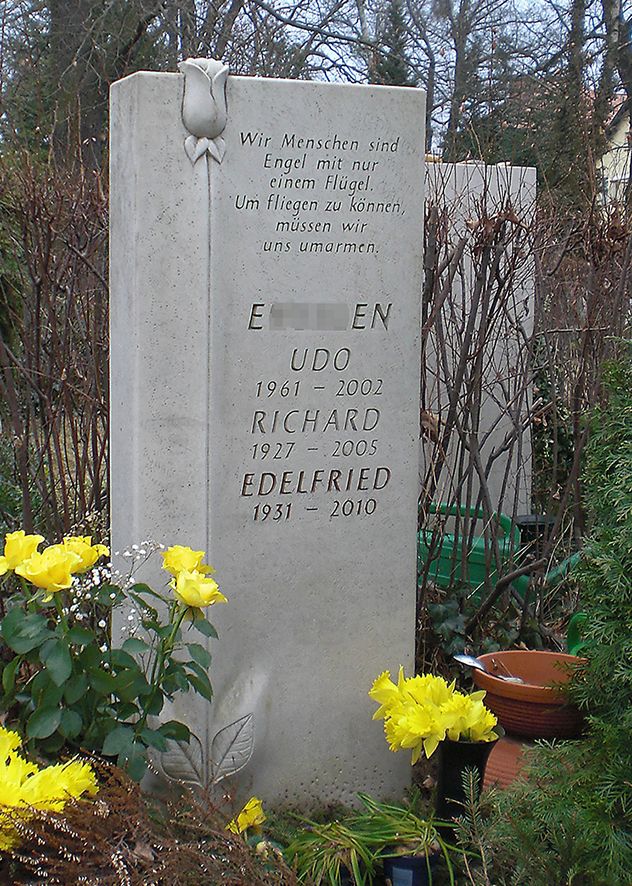 Wir Menschen sind
Engel mit nur
einem Flügel.
Um fliegen zu können,
müssen wir
uns umarmen.
UDO
1961 – 2002
RICHARD
1927 – 2005
EDELFRIED
1931 – 2010